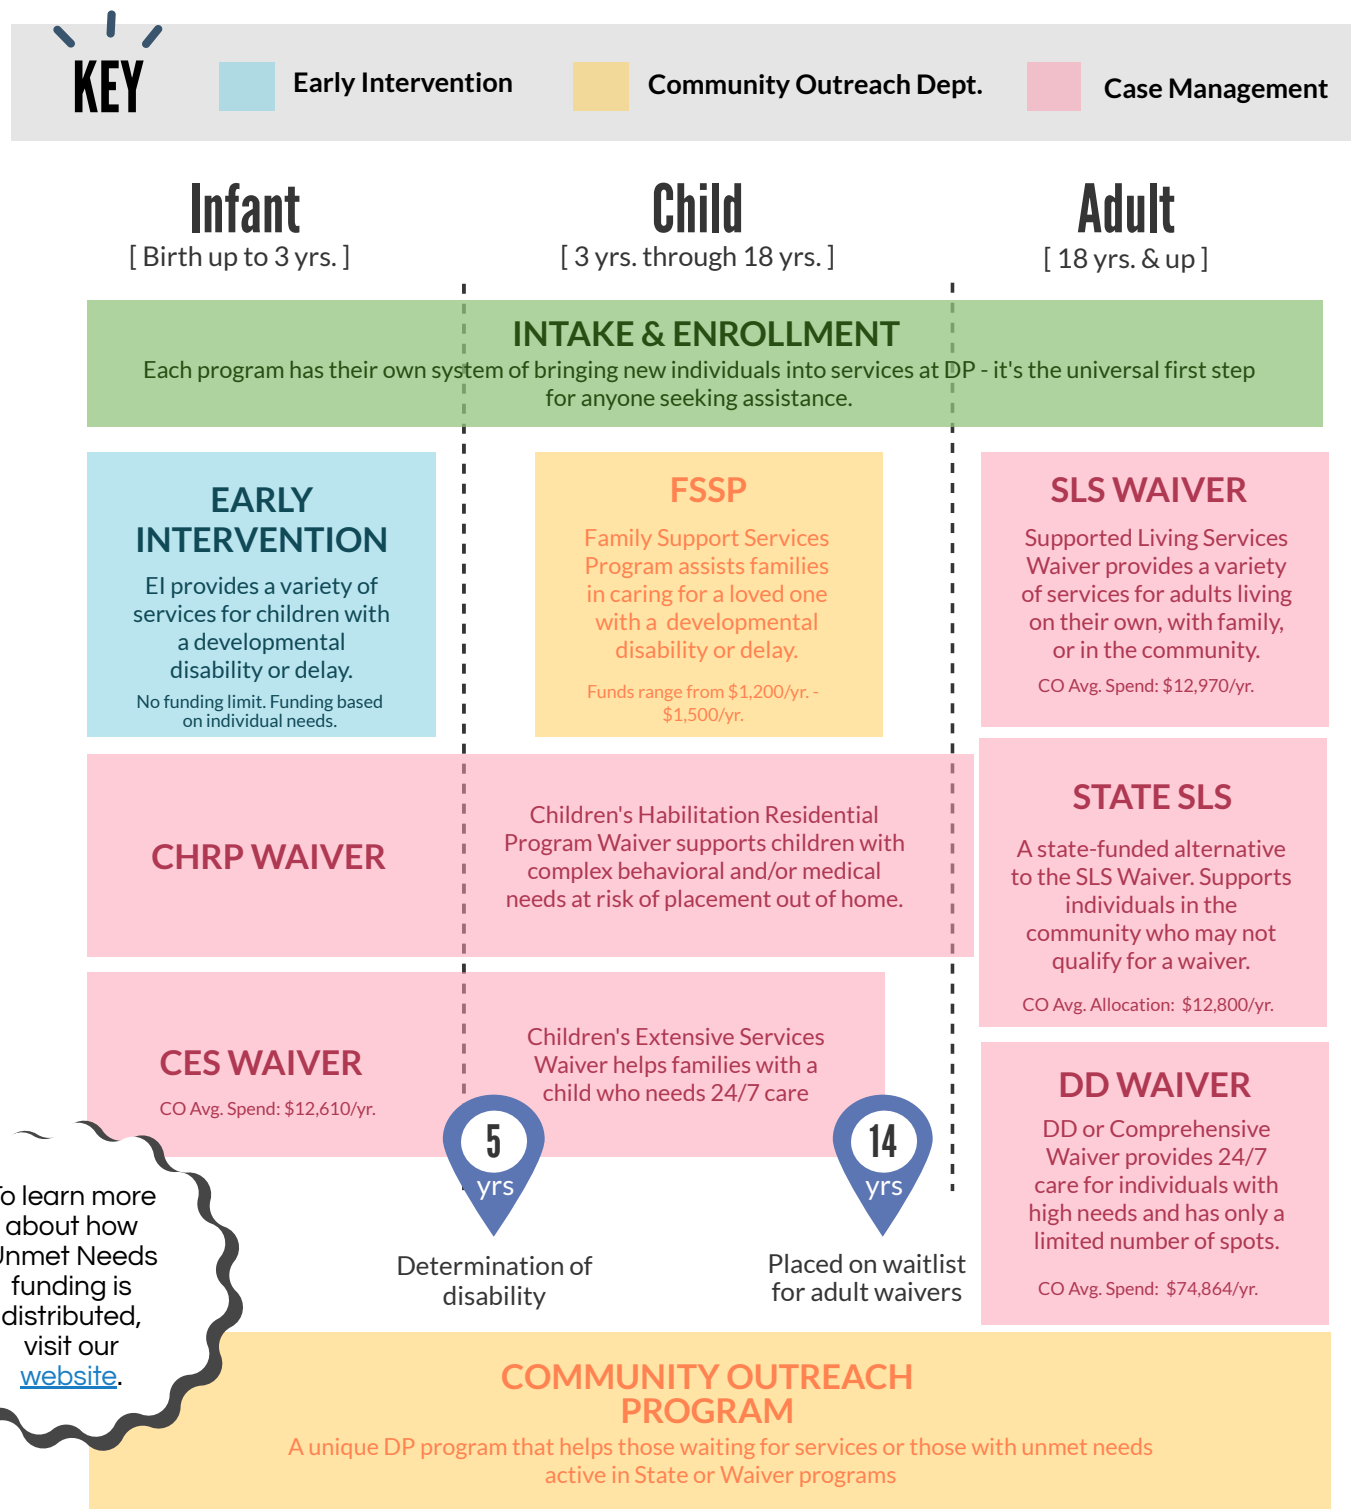 KEY
Early Intervention
Community Outreach Dept.
Case Management
Infant
[ Birth up to 3 yrs. ]
Child
[ 3 yrs. through 18 yrs. ]
Adult
[ 18 yrs. & up ]
INTAKE & ENROLLMENT
Each program has their own system of bringing new individuals into services at DP - it's the universal first step
for anyone seeking assistance.
EARLY
INTERVENTION
EI provides a variety of
services for children with
a developmental
disability or delay.
No funding limit. Funding based
on individual needs.
FSSP
Family Support Services
Program assists families
in caring for a loved one
with a developmental
disability or delay.
Funds range from $1,200/yr. -
$1,500/yr.
SLS WAIVER
Supported Living Services
Waiver provides a variety
of services for adults living
on their own, with family,
or in the community.
CO Avg. Spend: $12,970/yr.
CHRP WAIVER
Children's Habilitation Residential
Program Waiver supports children with
complex behavioral and/or medical
needs at risk of placement out of home.
STATE SLS
A state-funded alternative
to the SLS Waiver. Supports
individuals in the
community who may not
qualify for a waiver.
CO Avg. Allocation: $12,800/yr.
CES WAIVER
CO Avg. Spend: $12,610/yr.
Children's Extensive Services
Waiver helps families with a
child who needs 24/7 care
DD WAIVER
DD or Comprehensive
Waiver provides 24/7
care for individuals with
high needs and has only a
limited number of spots.
CO Avg. Spend: $74,864/yr.
5
yrs
Determination of
disability
14
yrs
Placed on waitlist
for adult waivers
To learn more
about how
Unmet Needs
funding is
distributed,
visit our
website.
COMMUNITY OUTREACH
PROGRAM
A unique DP program that helps those waiting for services or those with unmet needs
active in State or Waiver programs